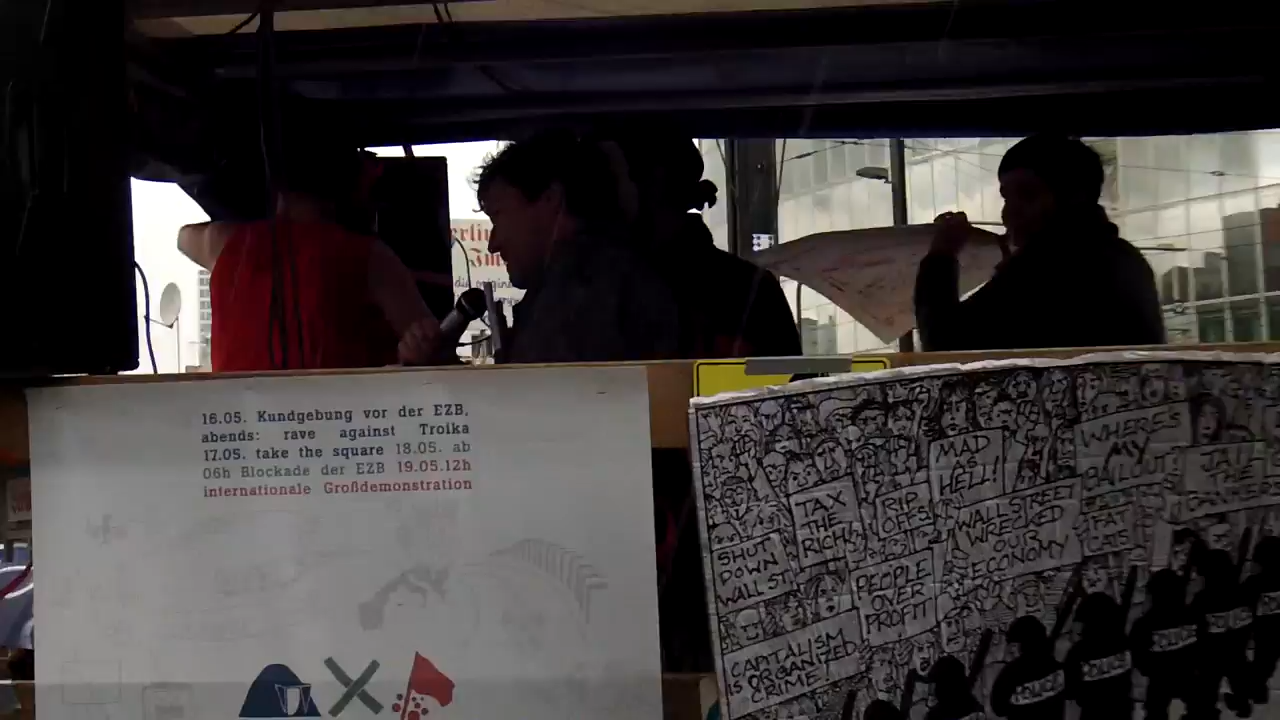 16.05. Kundgebung vor der EZB,
abends: rave against Troika
17.05. take the square 18.05. ab
06h Blockade der EZB 19.05.12h
internationale Großdemonstration
MAD
HELL!
WHERE'S
MY
BAILOUT
JAIL
THE
TAX
THE
RICH
RIP
OFFS
WALL STREET
WRECKED
OUR
ECONOMY
FAT
CATS
SHUT
DOWN
WALL ST.
PEOPLE
OVER
PROFIT
CAPITALISM
IS ORGANIZED
CRIME!
POLICE
POLICE
POLICE